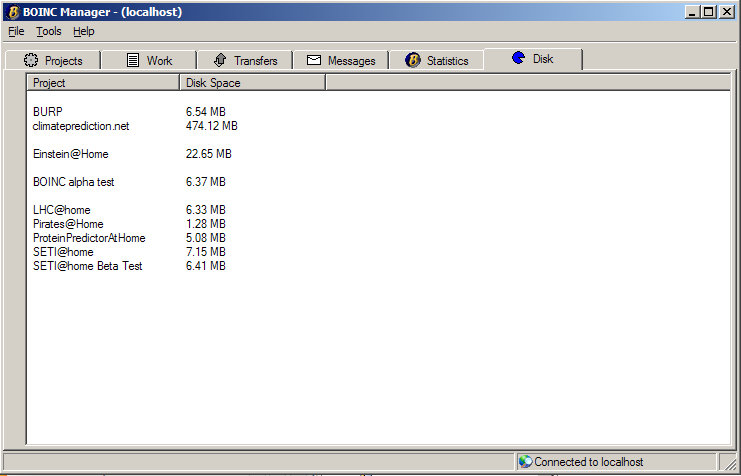 BOINC Manager - (localhost)
File Tools Help
Projects Work Transfers Messages Statistics Disk
Project Disk Space
BURP 6.54 MB
climateprediction.net 474.12 MB
Einstein@Home 22.65 MB
BOINC alpha test 6.37 MB
LHC@home 6.33 MB
Pirates@Home 1.28 MB
ProteinPredictorAtHome 5.08 MB
SETI@home 7.15 MB
SETI@home Beta Test 6.41 MB
Connected to localhost